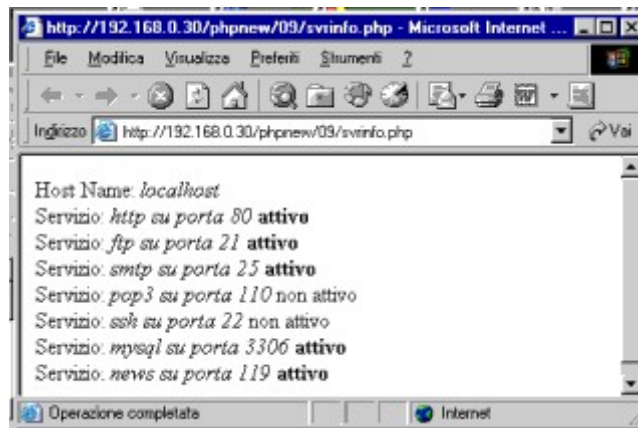 http://192.168.0.30/phpnew/09/svrinfo.php - Microsoft Internet ...
File Modifica Visualizza Preferiti Strumenti ?
Indirizzo http://192.168.0.30/phpnew/09/svrinfo.php Vai
Host Name: localhost
Servizio: http su porta 80 attivo
Servizio: ftp su porta 21 attivo
Servizio: smtp su porta 25 attivo
Servizio: pop3 su porta 110 non attivo
Servizio: ssh su porta 22 non attivo
Servizio: mysql su porta 3306 attivo
Servizio: news su porta 119 attivo
Operazione completata Internet